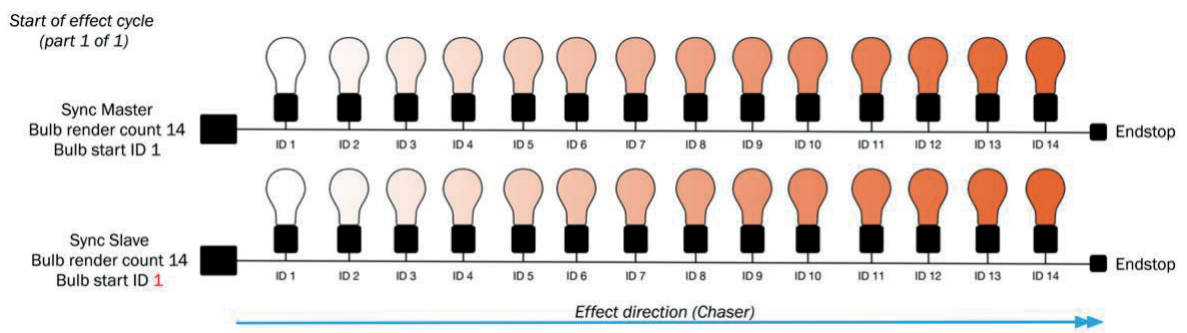 Start of effect cycle
(part 1 of 1)
Sync Master
Bulb render count 14
Bulb start ID 1
ID 1 ID 2 ID 3 ID 4 ID 5 ID 6 ID 7 ID 8 ID 9 ID 10 ID 11 ID 12 ID 13 ID 14
Endstop
Sync Slave
Bulb render count 14
Bulb start ID 1
ID 1 ID 2 ID 3 ID 4 ID 5 ID 6 ID 7 ID 8 ID 9 ID 10 ID 11 ID 12 ID 13 ID 14
Endstop
Effect direction (Chaser)